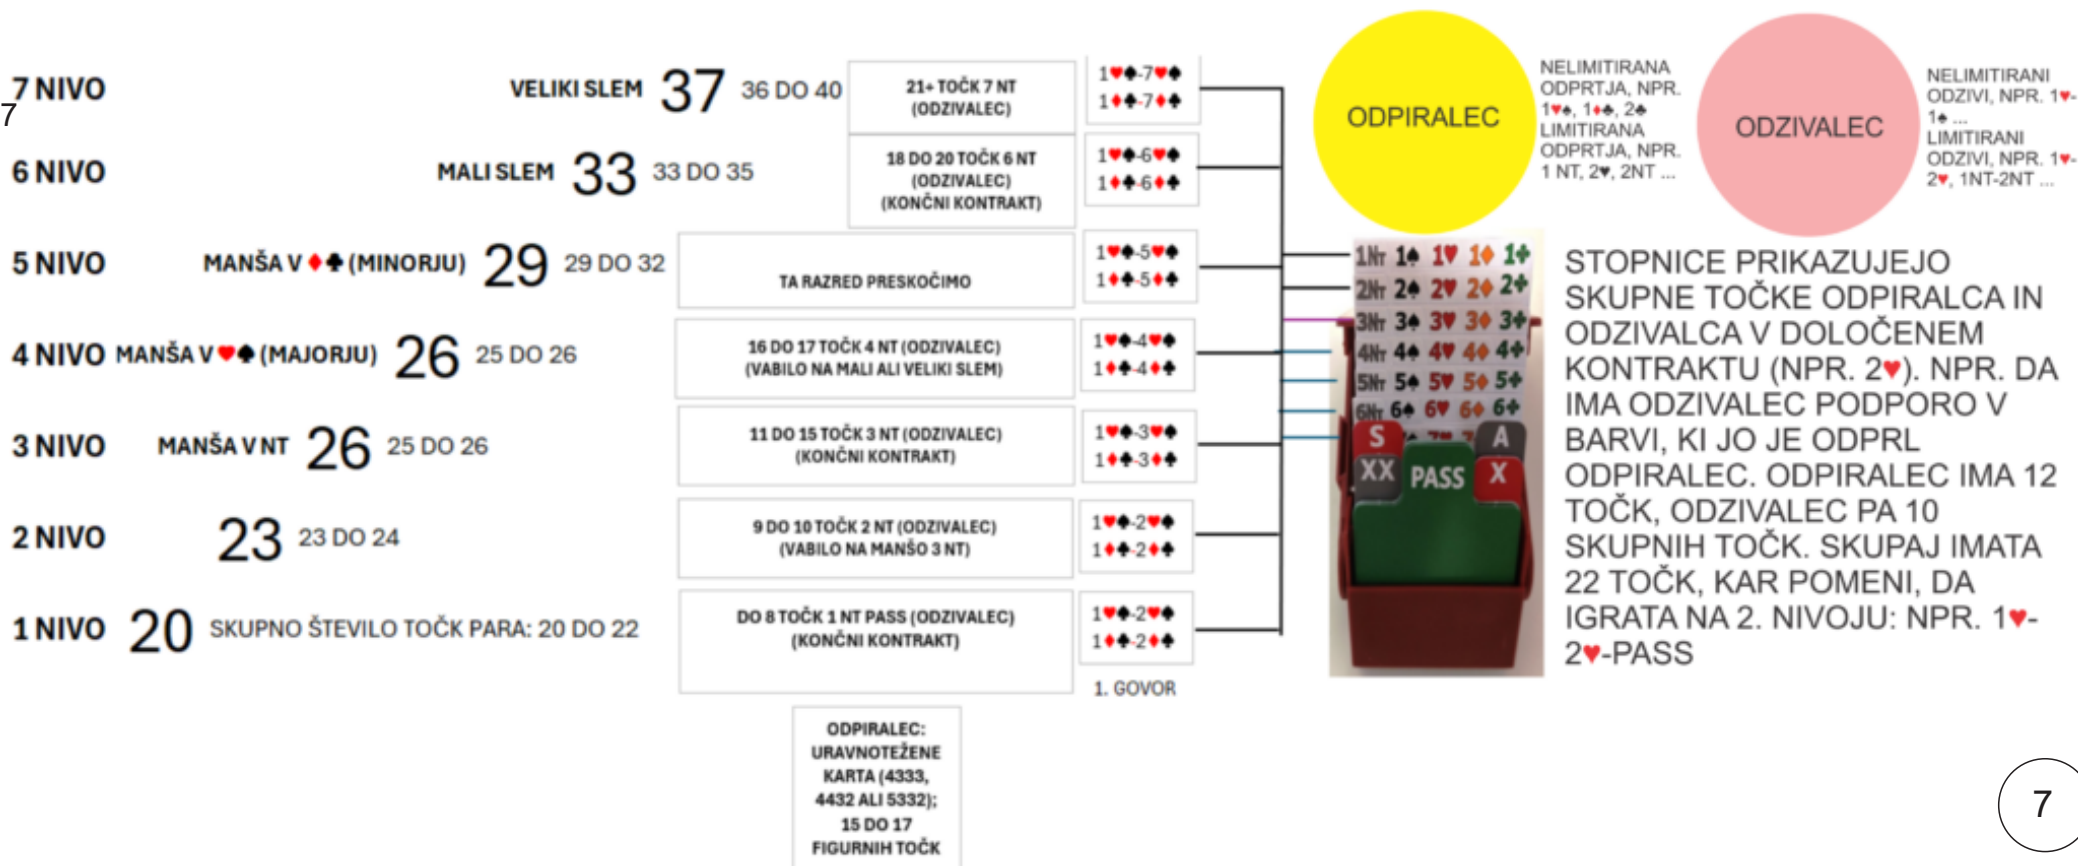 7 NIVO
7
VELIKI SLEM 37 36 DO 40
21+ TOČK 7 NT
(ODZIVALEC)
1♥♠-7♥♠
1♦♣-7♦♣
6 NIVO
MALI SLEM 33 33 DO 35
18 DO 20 TOČK 6 NT
(ODZIVALEC)
(KONČNI KONTRAKT)
1♥♠-6♥♠
1♦♣-6♦♣
5 NIVO
MANŠA V ♦♣ (MINORJU) 29 29 DO 32
TA RAZRED PRESKOČIMO
1♥♠-5♥♠
1♦♣-5♦♣
4 NIVO MANŠA V ♥♠ (MAJORJU) 26 25 DO 26
16 DO 17 TOČK 4 NT (ODZIVALEC)
(VABILO NA MALI ALI VELIKI SLEM)
1♥♠-4♥♠
1♦♣-4♦♣
3 NIVO
MANŠA V NT 26 25 DO 26
11 DO 15 TOČK 3 NT (ODZIVALEC)
(KONČNI KONTRAKT)
1♥♠-3♥♠
1♦♣-3♦♣
2 NIVO
23 23 DO 24
9 DO 10 TOČK 2 NT (ODZIVALEC)
(VABILO NA MANŠO 3 NT)
1♥♠-2♥♠
1♦♣-2♦♣
1 NIVO 20 SKUPNO ŠTEVILO TOČK PARA: 20 DO 22
DO 8 TOČK 1 NT PASS (ODZIVALEC)
(KONČNI KONTRAKT)
1♥♠-2♥♠
1♦♣-2♦♣
1. GOVOR
ODPIRALEC:
URAVNOTEŽENE
KARTA (4333,
4432 ALI 5332);
15 DO 17
FIGURNIH TOČK
ODPIRALEC
NELIMITIRANA
ODPRTJA, NPR.
1♥♠, 1♦♣, 2♣
LIMITIRANA
ODPRTJA, NPR.
1 NT, 2♥, 2NT ...
ODZIVALEC
NELIMITIRANI
ODZIVI, NPR. 1♥-
1♠ ...
LIMITIRANI
ODZIVI, NPR. 1♥-
2♥, 1NT-2NT ...
1NT 1♠ 1♥ 1♦ 1♣
2NT 2♠ 2♥ 2♦ 2♣
3NT 3♠ 3♥ 3♦ 3♣
4NT 4♠ 4♥ 4♦ 4♣
5NT 5♠ 5♥ 5♦ 5♣
6NT 6♠ 6♥ 6♦ 6♣
S A
XX PASS X
STOPNICE PRIKAZUJEJO
SKUPNE TOČKE ODPIRALCA IN
ODZIVALCA V DOLOČENEM
KONTRAKTU (NPR. 2♥). NPR. DA
IMA ODZIVALEC PODPORO V
BARVI, KI JO JE ODPRL
ODPIRALEC. ODPIRALEC IMA 12
TOČK, ODZIVALEC PA 10
SKUPNIH TOČK. SKUPAJ IMATA
22 TOČK, KAR POMENI, DA
IGRATA NA 2. NIVOJU: NPR. 1♥-
2♥-PASS
7